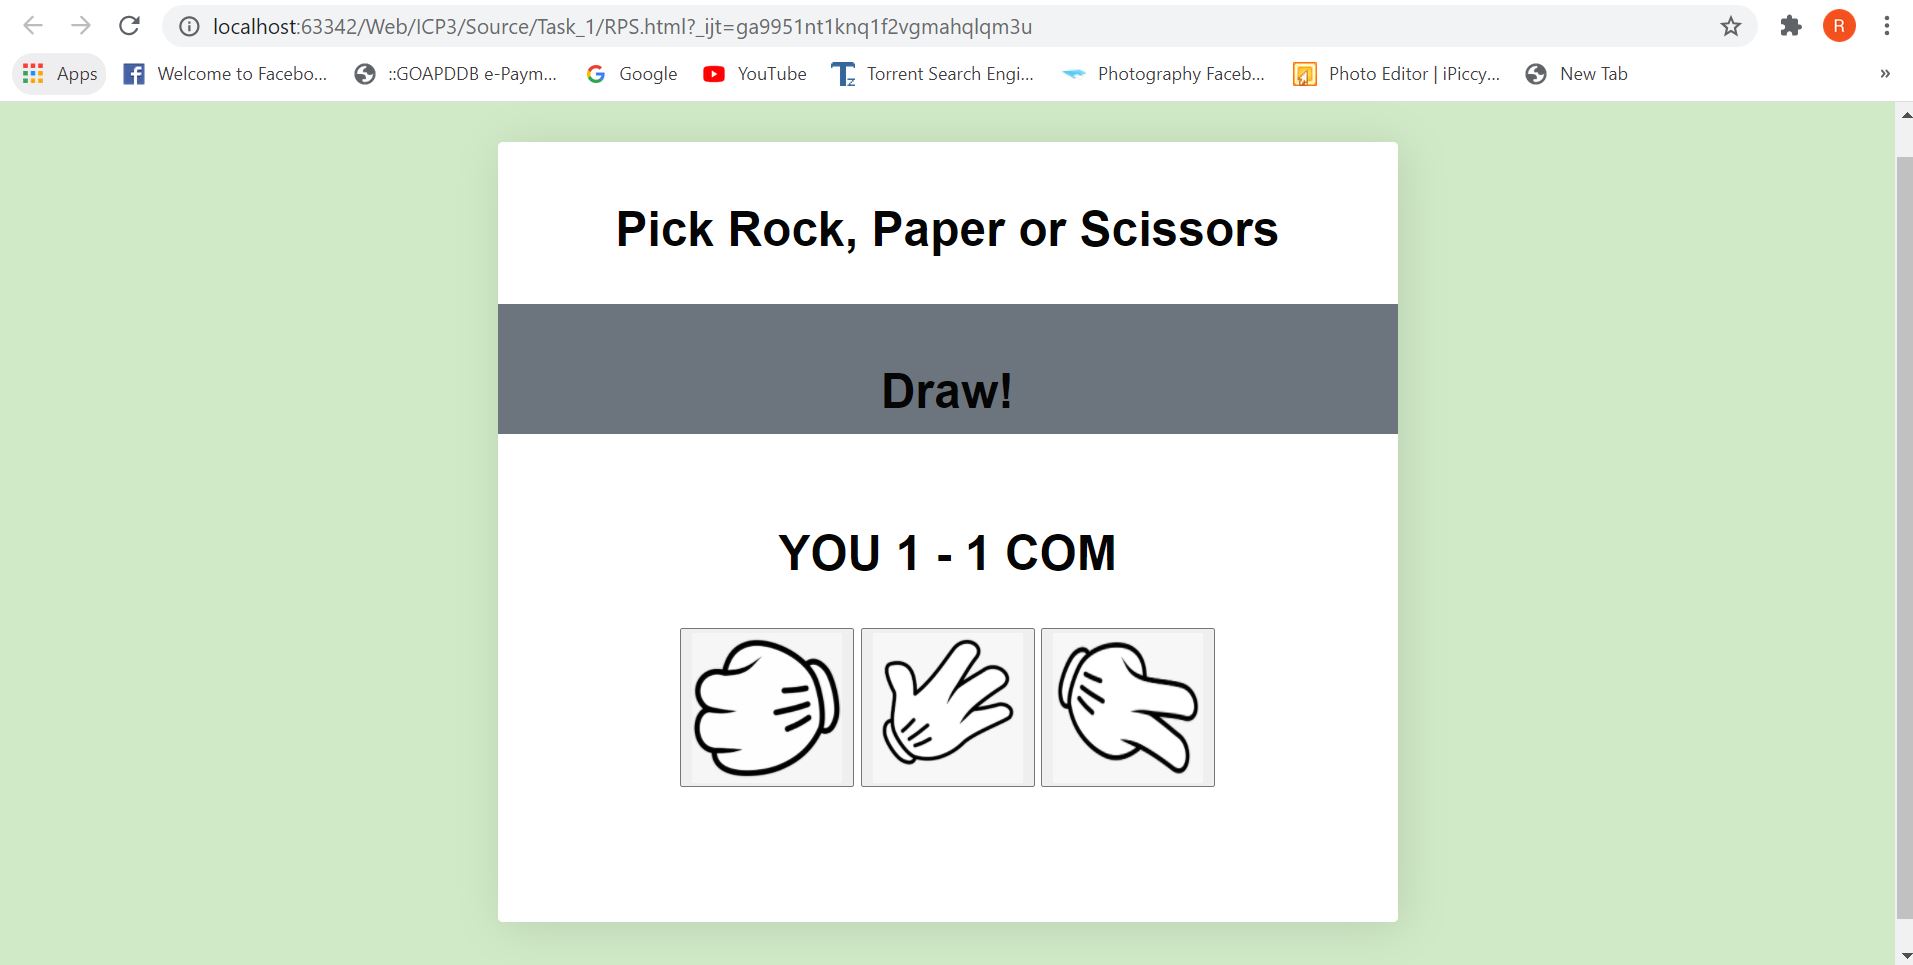 localhost:63342/Web/ICP3/Source/Task_1/RPS.html?_ijt=ga9951nt1knq1f2vgmahqlqm3u
R
Apps Welcome to Facebo... ::GOAPDDB e-Paym... Google YouTube Torrent Search Engi... Photography Faceb... Photo Editor | iPiccy... New Tab »
Pick Rock, Paper or Scissors
Draw!
YOU 1 - 1 COM